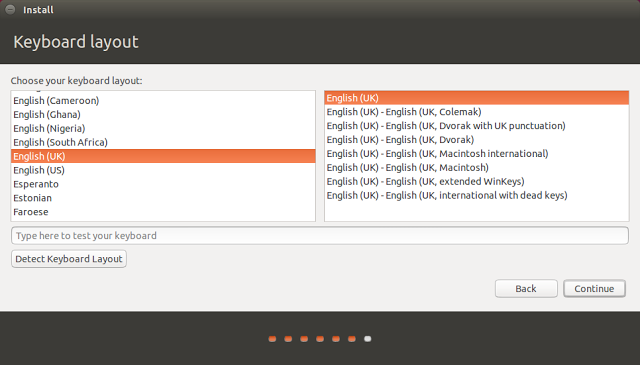 Install
Keyboard layout
Choose your keyboard layout:
English (Cameroon)
English (Ghana)
English (Nigeria)
English (South Africa)
English (UK)
English (US)
Esperanto
Estonian
Faroese
English (UK)
English (UK) - English (UK, Colemak)
English (UK) - English (UK, Dvorak with UK punctuation)
English (UK) - English (UK, Dvorak)
English (UK) - English (UK, Macintosh international)
English (UK) - English (UK, Macintosh)
English (UK) - English (UK, extended WinKeys)
English (UK) - English (UK, international with dead keys)
Type here to test your keyboard
Detect Keyboard Layout
Back
Continue